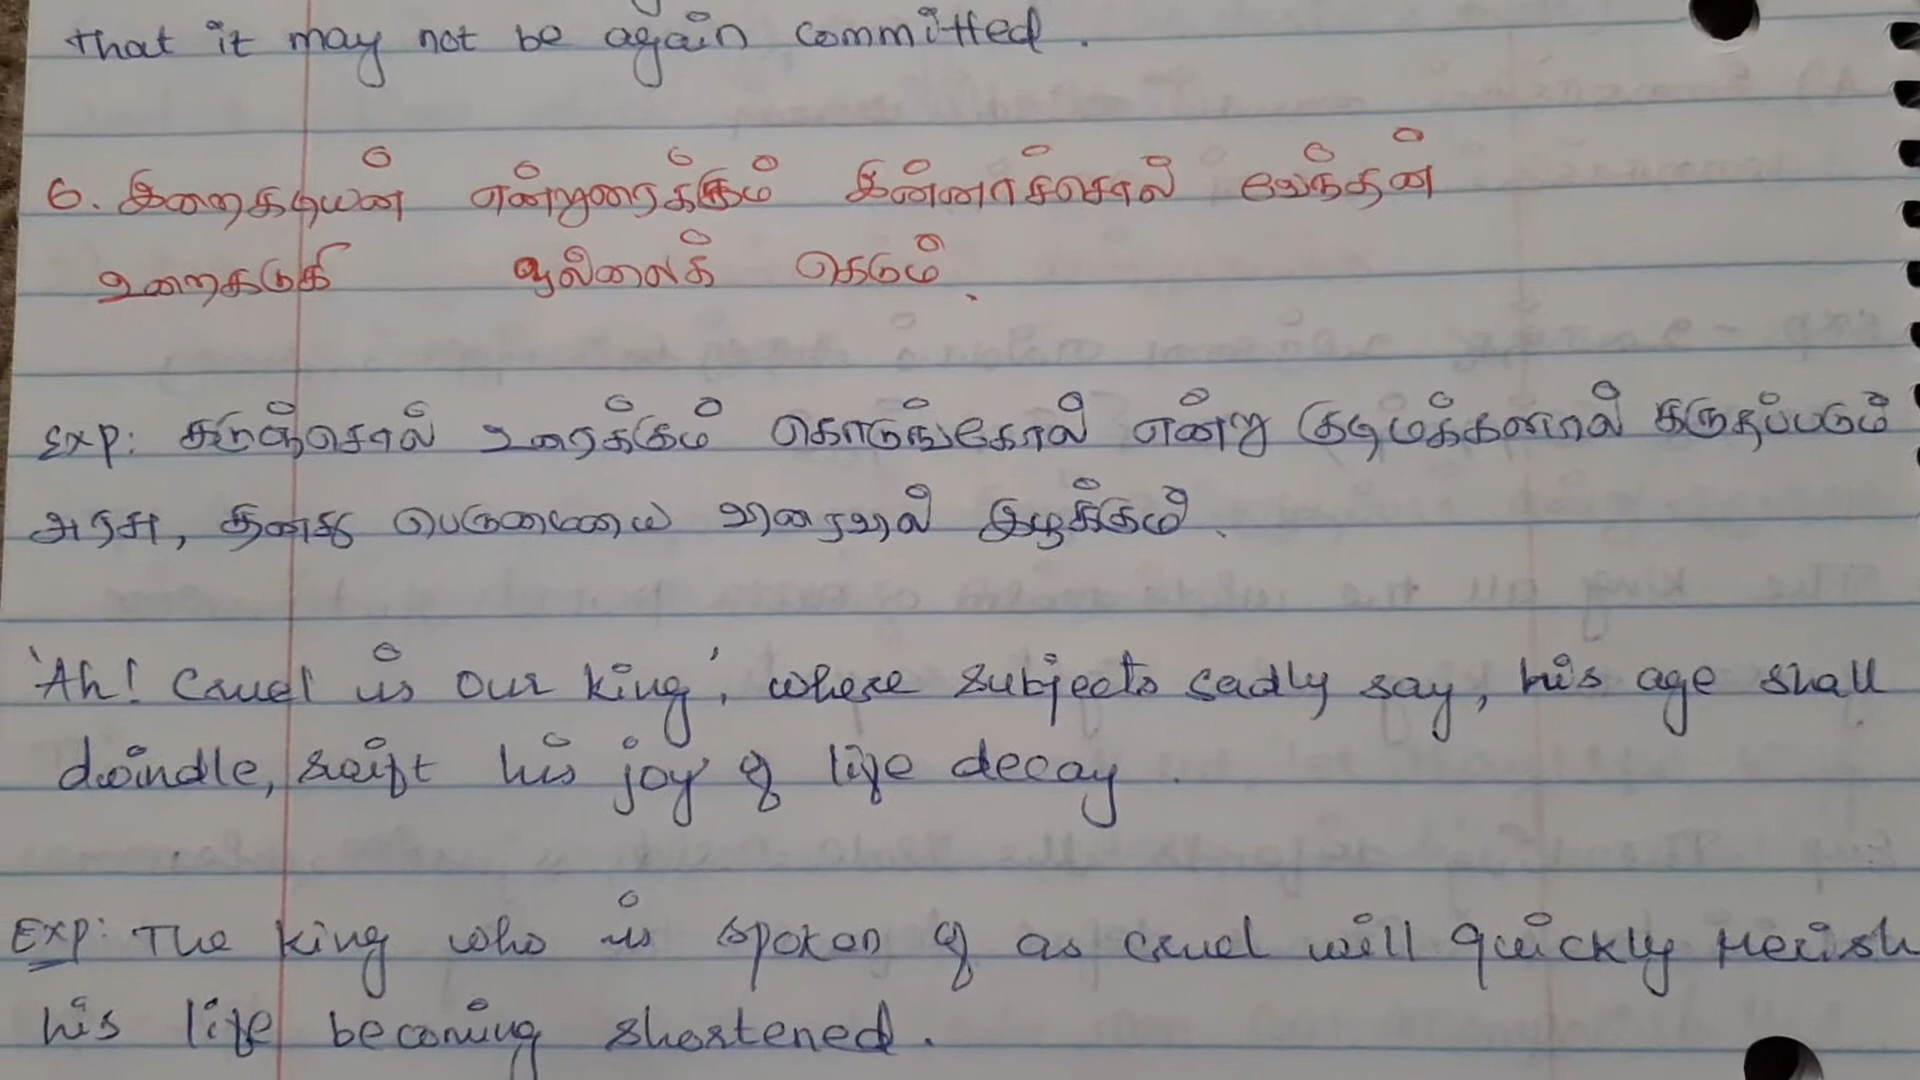 that it may not be again committed.
6. இறைகடியன் என்றுரைக்கும் இன்னாச்சொல் வேந்தன்
உறைகடுகி ஒல்லைக் கெடும்.
Exp: கடுஞ்சொல் உரைக்கும் கொடுங்கோல் என்று குடிமக்களால் கருதப்படும்
அரசு, தனது பெருமையை விரைவில் இழக்கும்.
'Ah! Cruel is our king', where subjects sadly say, his age shall
dwindle, swift his joy of life decay.
Exp: The king who is spoken of as cruel will quickly perish
his life becoming shortened.